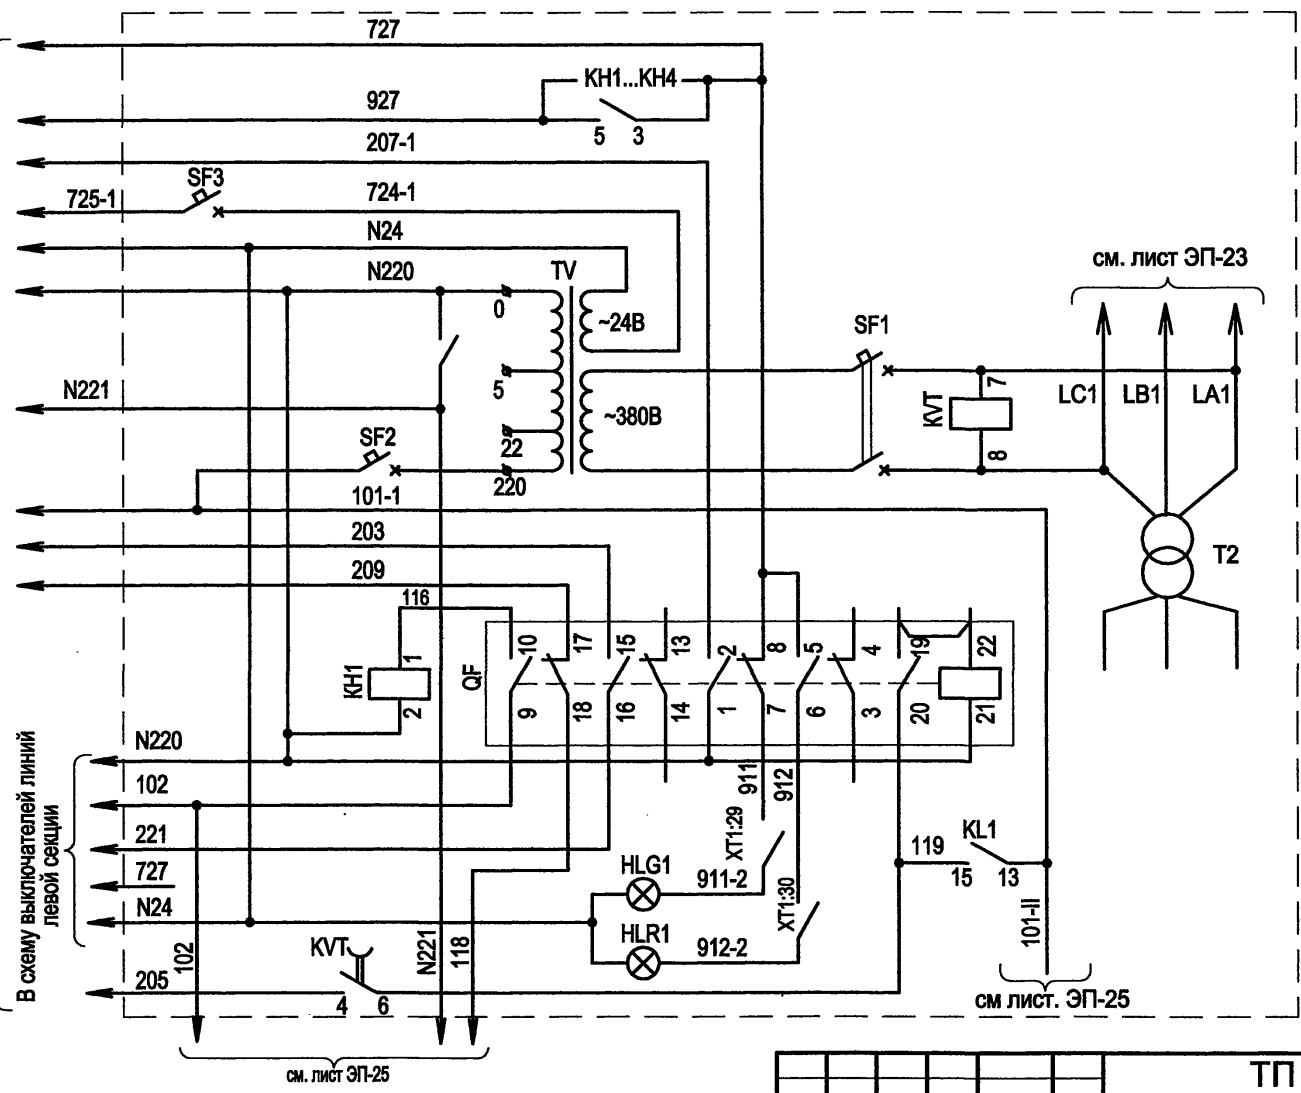 727
KH1...KH4
927
5 3
207-1
SF3
725-1
724-1
N24
N220
TV
см. лист ЭП-23
0
~24В
SF1
5
N221
~380В
KVT
7
8
LC1
LB1
LA1
SF2
22
220
101-1
203
T2
209
116
KH1
1
2
QF
10
17
15
13
2
8
5
4
19
22
9
18
16
14
1
7
6
3
20
21
В схему выключателей линий
левой секции
N220
911
912
102
XT1:29
221
KL1
119
15 13
HLG1
727
911-2
XT1:30
N24
HLR1
101-II
102
KVT
N221
118
912-2
205
4 6
см лист. ЭП-25
см. лист ЭП-25
ТП